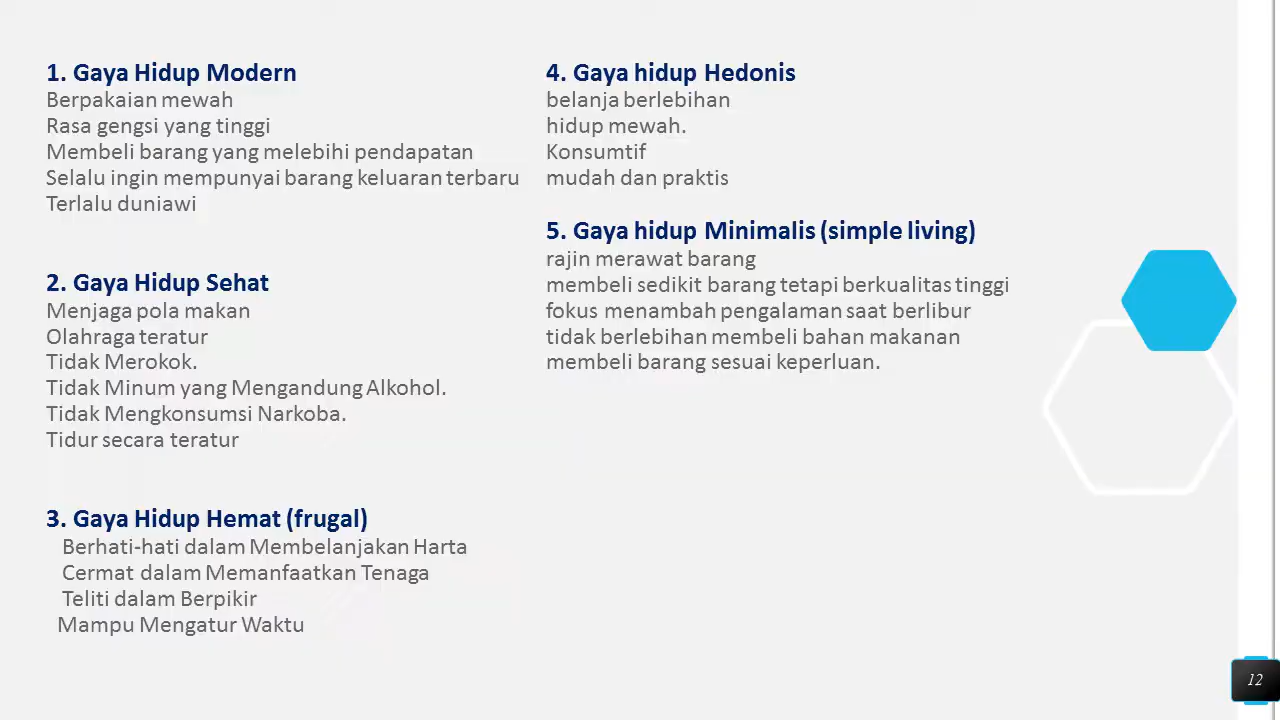 1. Gaya Hidup Modern
Berpakaian mewah
Rasa gengsi yang tinggi
Membeli barang yang melebihi pendapatan
Selalu ingin mempunyai barang keluaran terbaru
Terlalu duniawi
2. Gaya Hidup Sehat
Menjaga pola makan
Olahraga teratur
Tidak Merokok.
Tidak Minum yang Mengandung Alkohol.
Tidak Mengkonsumsi Narkoba.
Tidur secara teratur
3. Gaya Hidup Hemat (frugal)
Berhati-hati dalam Membelanjakan Harta
Cermat dalam Memanfaatkan Tenaga
Teliti dalam Berpikir
Mampu Mengatur Waktu
4. Gaya hidup Hedonis
belanja berlebihan
hidup mewah.
Konsumtif
mudah dan praktis
5. Gaya hidup Minimalis (simple living)
rajin merawat barang
membeli sedikit barang tetapi berkualitas tinggi
fokus menambah pengalaman saat berlibur
tidak berlebihan membeli bahan makanan
membeli barang sesuai keperluan.
12